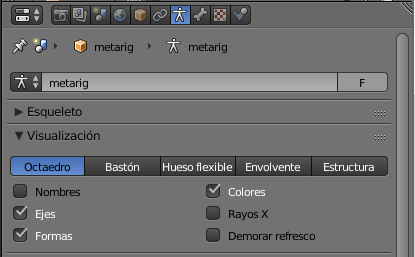 metarig metarig
metarig F
Esqueleto
Visualización
Octaedro Bastón Hueso flexible Envolvente Estructura
Nombres Colores
Ejes Rayos X
Formas Demorar refresco